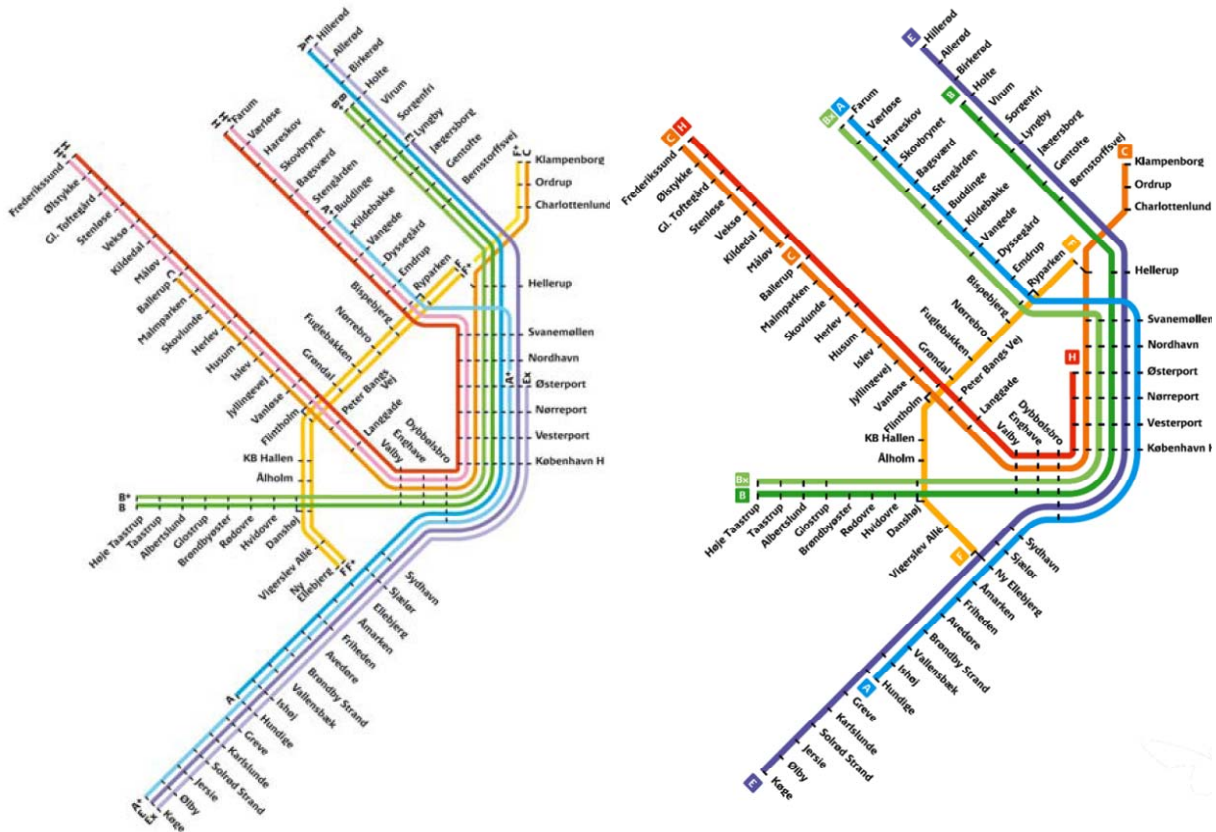 A
E
Hillerød
Allerød
Birkerød
Holte
B
B+
Virum
Sorgenfri
E
Lyngby
Jægersborg
Gentofte
Bernstorffsvej
F+
C
Klampenborg
Ordrup
Charlottenlund
Hellerup
Svanemøllen
Nordhavn
A+
Ex
Østerport
Nørreport
Vesterport
København H
H
H+
Farum
Værløse
Hareskov
Skovbrynet
Bagsværd
Stengården
A+
Buddinge
Kildebakke
Vangede
Dyssegård
Emdrup
Ryparken
F
F+
Bispebjerg
Nørrebro
Fuglebakken
Grøndal
H
H+
Frederikssund
Ølstykke
Gl. Toftegård
Stenløse
Veksø
Kildedal
Måløv
C
Ballerup
Malmparken
Skovlunde
Herlev
Husum
Islev
Jyllingevej
Vanløse
Flintholm
Peter Bangs
Vej
Langgade
Valby
Enghave
Dybbølsbro
KB Hallen
Ålholm
B+
B
Høje Taastrup
Taastrup
Albertslund
Glostrup
Brøndbyøster
Rødovre
Hvidovre
Danshøj
Vigerslev Allé
Ny
Ellebjerg
F
F+
Sydhavn
Sjælør
Ellebjerg
Åmarken
Friheden
Avedøre
Brøndby Strand
Vallensbæk
Ishøj
A
Hundige
Greve
Karlslunde
Solrød Strand
Jersie
Ølby
Køge
A+
E
Ex
E
Hillerød
Allerød
Birkerød
B
Holte
Virum
Sorgenfri
Lyngby
Jægersborg
Gentofte
Bernstorffsvej
C
Klampenborg
Ordrup
Charlottenlund
Hellerup
Svanemøllen
Nordhavn
H
Østerport
Nørreport
Vesterport
København H
Bx
A
Farum
Værløse
Hareskov
Skovbrynet
Bagsværd
Stengården
Buddinge
Kildebakke
Vangede
Dyssegård
Emdrup
Ryparken
F
Bispebjerg
Nørrebro
Fuglebakken
Grøndal
C
H
Frederikssund
Ølstykke
Gl. Toftegård
Stenløse
Veksø
Kildedal
Måløv
C
Ballerup
Malmparken
Skovlunde
Herlev
Husum
Islev
Jyllingevej
Vanløse
Flintholm
Peter Bangs Vej
Langgade
Valby
Enghave
Dybbølsbro
KB Hallen
Ålholm
Bx
B
Høje Taastrup
Taastrup
Albertslund
Glostrup
Brøndbyøster
Rødovre
Hvidovre
Danshøj
Vigerslev Allé
F
Sydhavn
Sjælør
Ny Ellebjerg
Åmarken
Friheden
Avedøre
Brøndby Strand
Vallensbæk
Ishøj
A
Hundige
Greve
Karlslunde
Solrød Strand
Jersie
Ølby
E
Køge